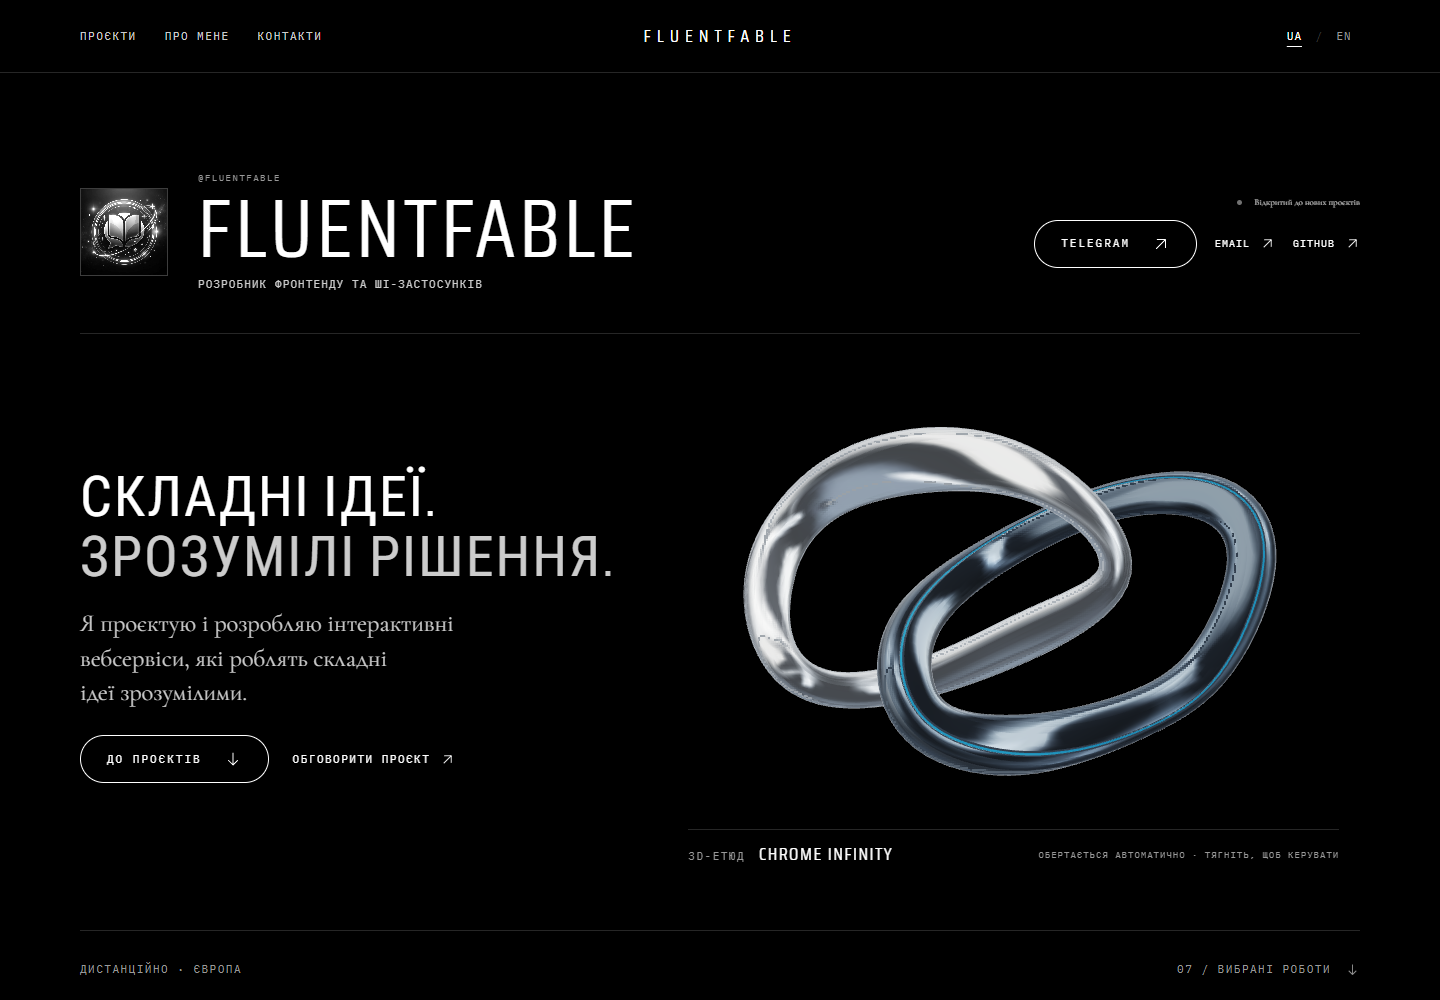 ПРОЄКТИ ПРО МЕНЕ КОНТАКТИ
FLUENTFABLE
UA / EN
@FLUENTFABLE
FLUENTFABLE
РОЗРОБНИК ФРОНТЕНДУ ТА ШІ-ЗАСТОСУНКІВ
Відкритий до нових проєктів
TELEGRAM EMAIL GITHUB
СКЛАДНІ ІДЕЇ.
ЗРОЗУМІЛІ РІШЕННЯ.
Я проєктую і розробляю інтерактивні
вебсервіси, які роблять складні
ідеї зрозумілими.
ДО ПРОЄКТІВ ОБГОВОРИТИ ПРОЄКТ
3D-ЕТЮД CHROME INFINITY
ОБЕРТАЄТЬСЯ АВТОМАТИЧНО · ТЯГНІТЬ, ЩОБ КЕРУВАТИ
ДИСТАНЦІЙНО · ЄВРОПА
07 / ВИБРАНІ РОБОТИ